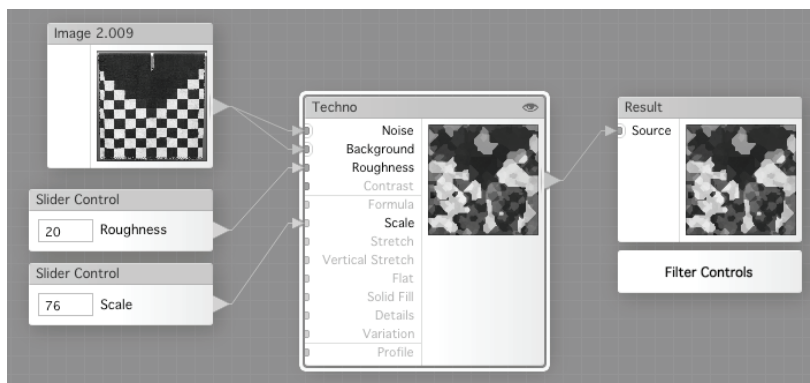 Image 2.009
Slider Control
20 Roughness
Slider Control
76 Scale
Techno
Noise
Background
Roughness
Contrast
Formula
Scale
Stretch
Vertical Stretch
Flat
Solid Fill
Details
Variation
Profile
Result
Source
Filter Controls